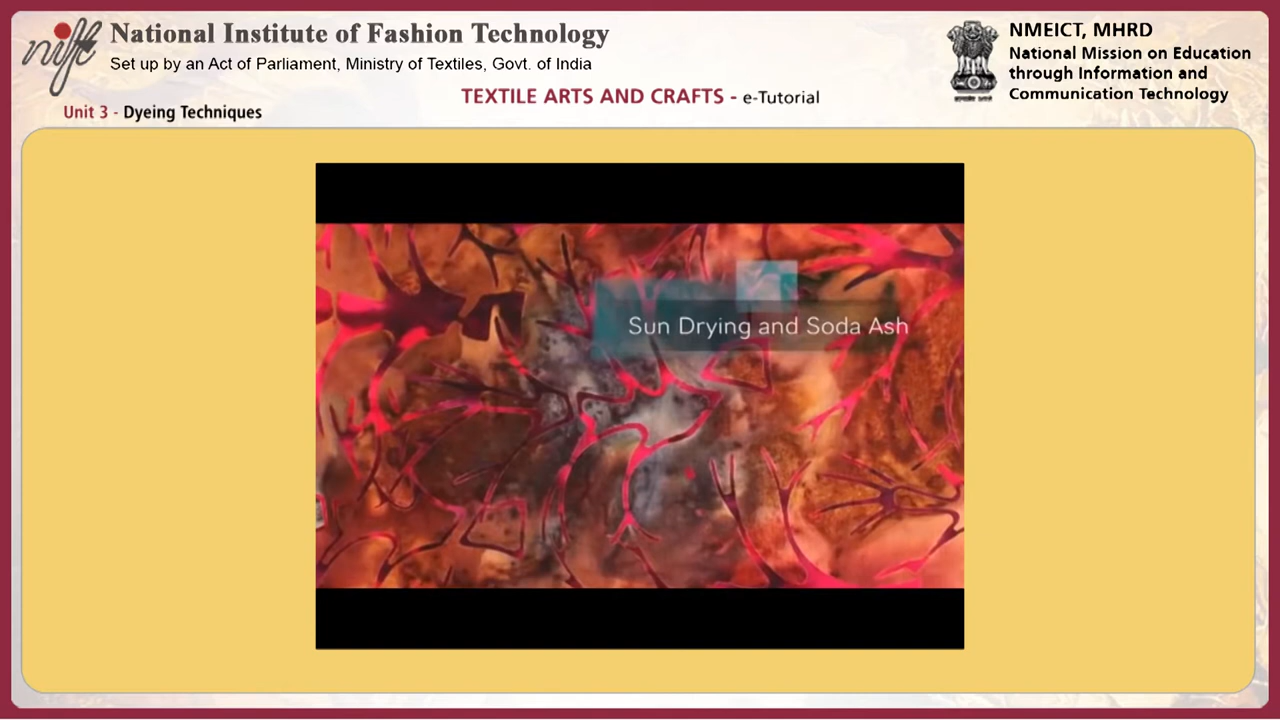 nift
National Institute of Fashion Technology
Set up by an Act of Parliament, Ministry of Textiles, Govt. of India
NMEICT, MHRD
National Mission on Education
through Information and
Communication Technology
TEXTILE ARTS AND CRAFTS - e-Tutorial
Unit 3 - Dyeing Techniques
Sun Drying and Soda Ash